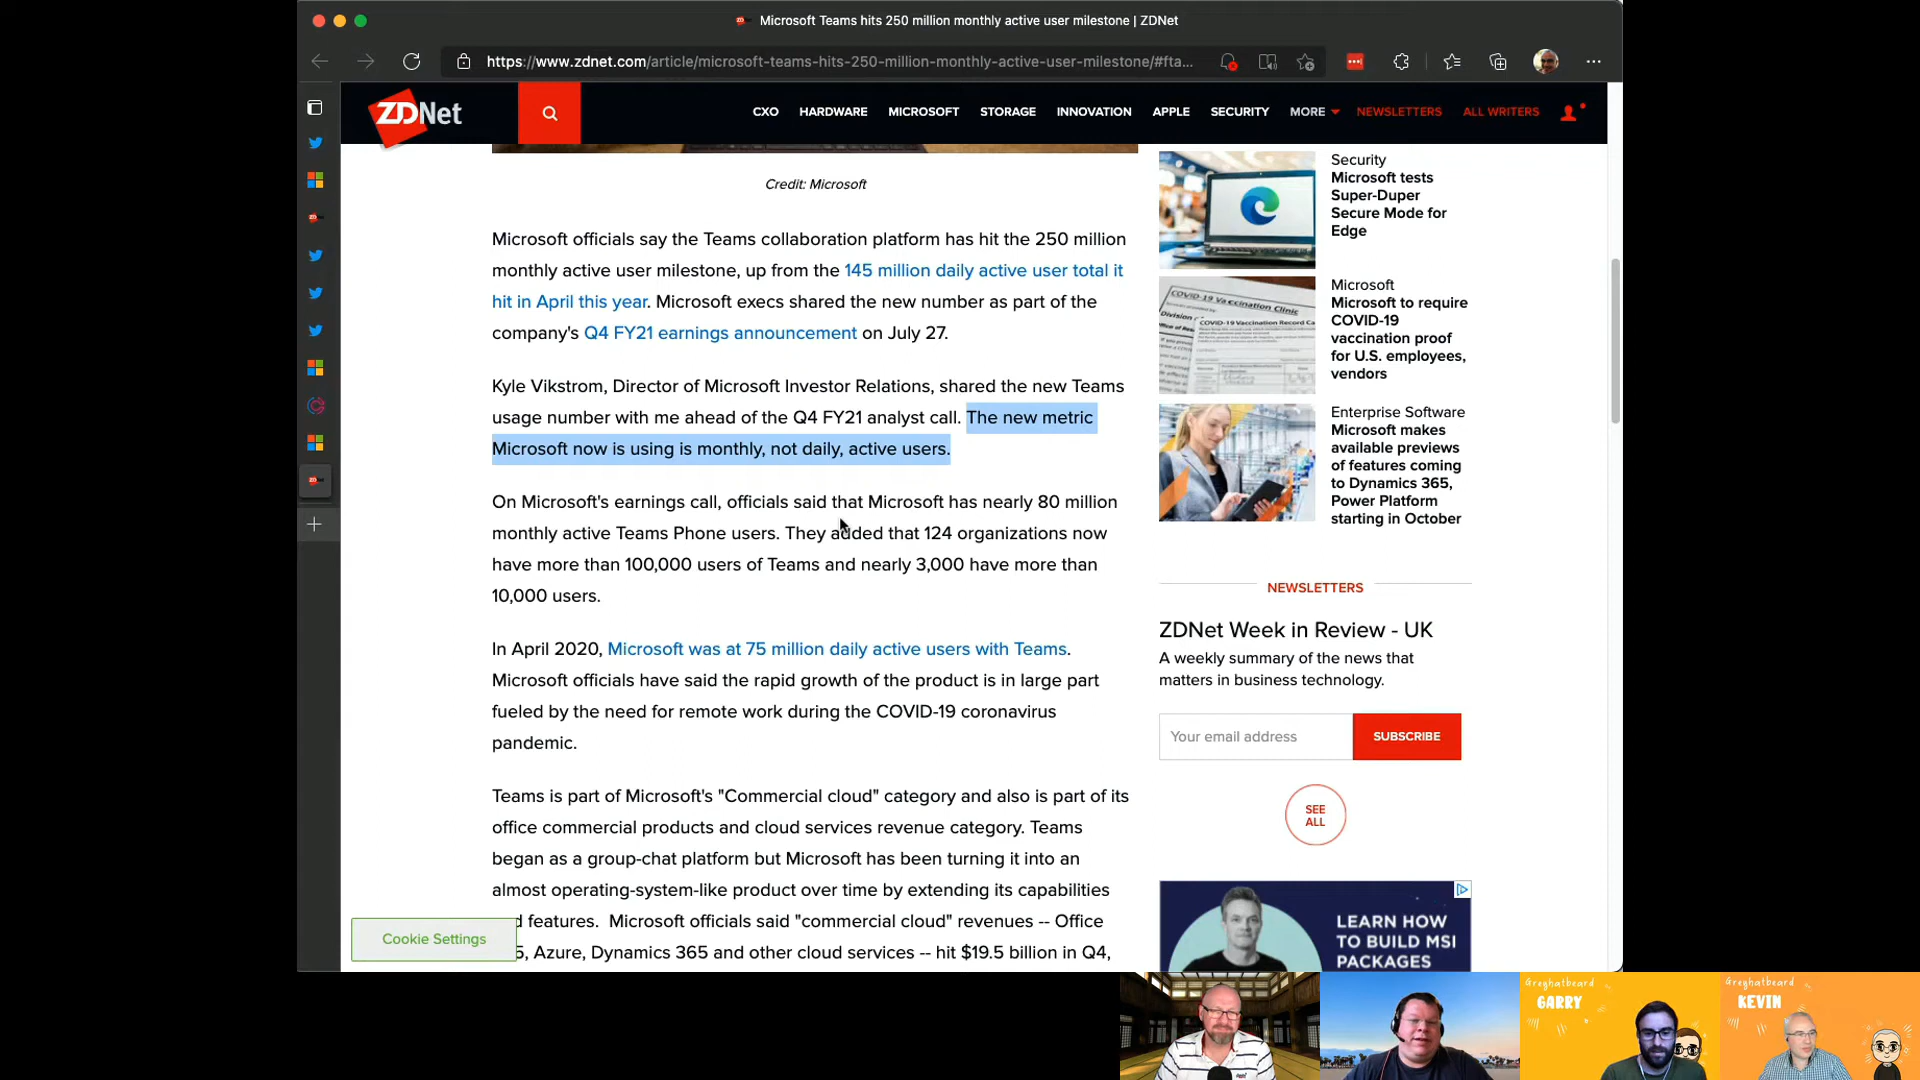 Microsoft Teams hits 250 million monthly active user milestone | ZDNet
https://www.zdnet.com/article/microsoft-teams-hits-250-million-monthly-active-user-milestone/#fta...
ZDNet
CXO HARDWARE MICROSOFT STORAGE INNOVATION APPLE SECURITY MORE NEWSLETTERS ALL WRITERS
Credit: Microsoft
Microsoft officials say the Teams collaboration platform has hit the 250 million
monthly active user milestone, up from the 145 million daily active user total it
hit in April this year. Microsoft execs shared the new number as part of the
company's Q4 FY21 earnings announcement on July 27.
Kyle Vikstrom, Director of Microsoft Investor Relations, shared the new Teams
usage number with me ahead of the Q4 FY21 analyst call. The new metric
Microsoft now is using is monthly, not daily, active users.
On Microsoft's earnings call, officials said that Microsoft has nearly 80 million
monthly active Teams Phone users. They added that 124 organizations now
have more than 100,000 users of Teams and nearly 3,000 have more than
10,000 users.
In April 2020, Microsoft was at 75 million daily active users with Teams.
Microsoft officials have said the rapid growth of the product is in large part
fueled by the need for remote work during the COVID-19 coronavirus
pandemic.
Teams is part of Microsoft's "Commercial cloud" category and also is part of its
office commercial products and cloud services revenue category. Teams
began as a group-chat platform but Microsoft has been turning it into an
almost operating-system-like product over time by extending its capabilities
d features. Microsoft officials said "commercial cloud" revenues -- Office
5, Azure, Dynamics 365 and other cloud services -- hit $19.5 billion in Q4,
Cookie Settings
Security
Microsoft tests
Super-Duper
Secure Mode for
Edge
COVID-19 Vaccination Clinic
COVID-19 Vaccination Record Ca
Microsoft
Microsoft to require
COVID-19
vaccination proof
for U.S. employees,
vendors
Enterprise Software
Microsoft makes
available previews
of features coming
to Dynamics 365,
Power Platform
starting in October
NEWSLETTERS
ZDNet Week in Review - UK
A weekly summary of the news that
matters in business technology.
Your email address
SUBSCRIBE
SEE
ALL
LEARN HOW
TO BUILD MSI
PACKAGES
Greyhatbeard
GARRY
Greyhatbeard
KEVIN